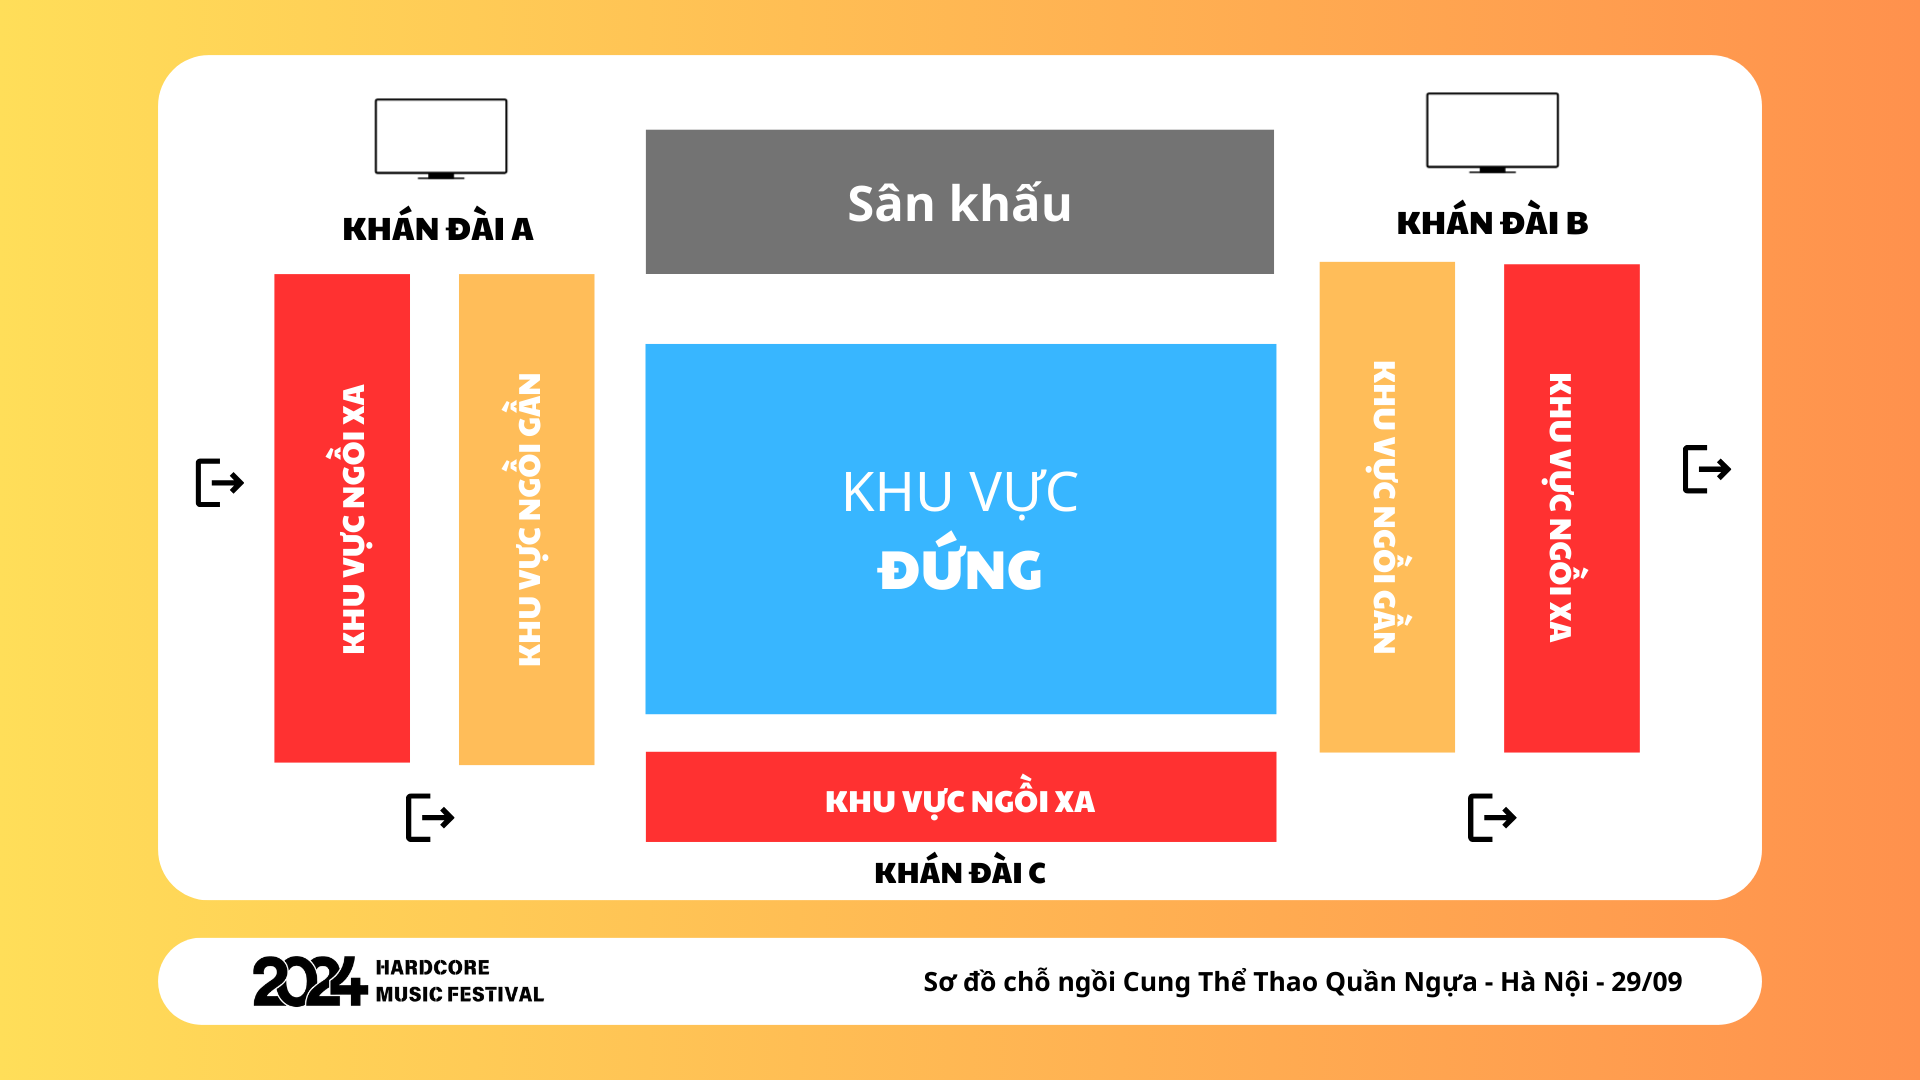 KHÁN ĐÀI A
Sân khấu
KHÁN ĐÀI B
KHU VỰC NGỒI XA
KHU VỰC NGỒI GẦN
KHU VỰC
ĐỨNG
KHU VỰC NGỒI GẦN
KHU VỰC NGỒI XA
KHU VỰC NGỒI XA
KHÁN ĐÀI C
2024 HARDCORE
MUSIC FESTIVAL
Sơ đồ chỗ ngồi Cung Thể Thao Quần Ngựa - Hà Nội - 29/09